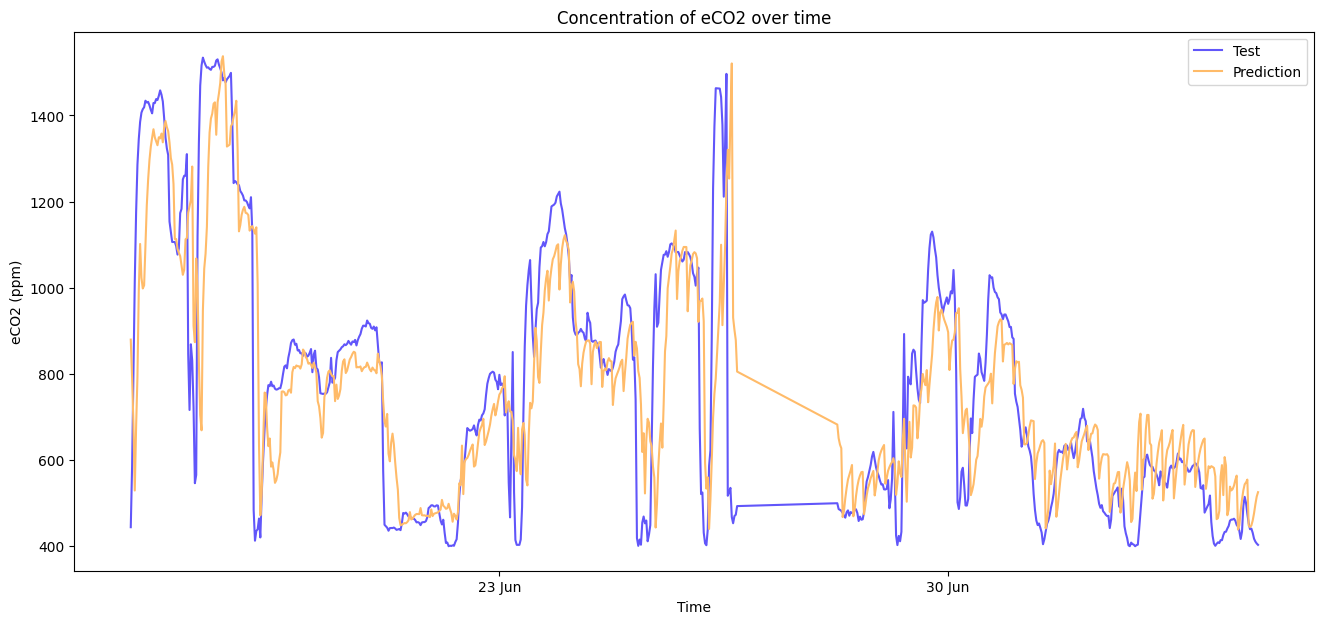 Concentration of eCO2 over time
Test
Prediction
eCO2 (ppm)
1400
1200
1000
800
600
400
23 Jun
30 Jun
Time